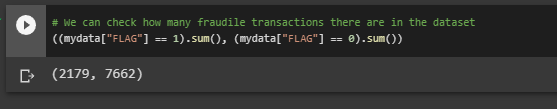 # We can check how many fraudile transactions there are in the dataset
((mydata["FLAG"] == 1).sum(), (mydata["FLAG"] == 0).sum())
(2179, 7662)